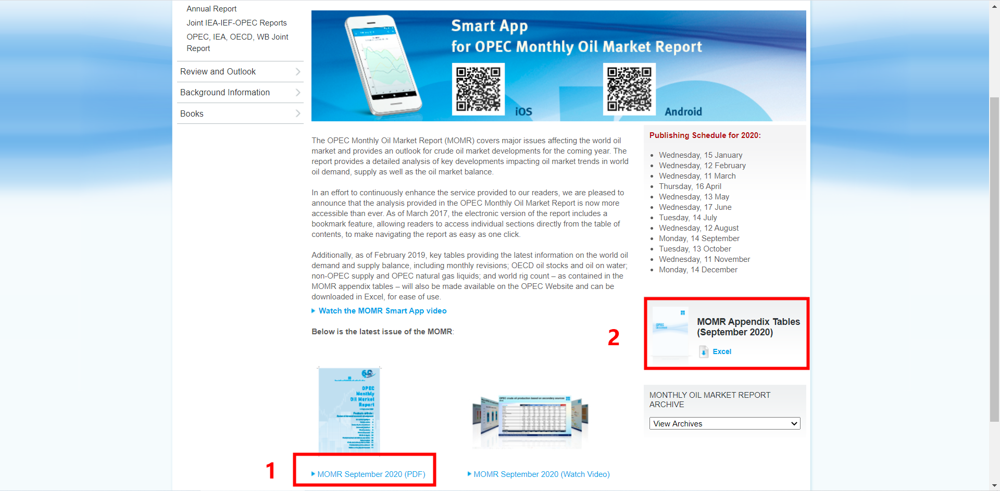 Annual Report
Joint IEA-IEF-OPEC Reports
OPEC, IEA, OECD, WB Joint
Report
Review and Outlook
Background Information
Books
Smart App
for OPEC Monthly Oil Market Report
iOS
Android
The OPEC Monthly Oil Market Report (MOMR) covers major issues affecting the world oil
market and provides an outlook for crude oil market developments for the coming year. The
report provides a detailed analysis of key developments impacting oil market trends in world
oil demand, supply as well as the oil market balance.
In an effort to continuously enhance the service provided to our readers, we are pleased to
announce that the analysis provided in the OPEC Monthly Oil Market Report is now more
accessible than ever. As of March 2017, the electronic version of the report includes a
bookmark feature, allowing readers to access individual sections directly from the table of
contents, to make navigating the report as easy as one click.
Additionally, as of February 2019, key tables providing the latest information on the world oil
demand and supply balance, including monthly revisions; OECD oil stocks and oil on water;
non-OPEC supply and OPEC natural gas liquids; and world rig count – as contained in the
MOMR appendix tables – will also be made available on the OPEC Website and can be
downloaded in Excel, for ease of use.
Watch the MOMR Smart App video
Below is the latest issue of the MOMR:
OPEC
Monthly
Oil Market
Report
Feature article:
OPEC crude oil production based on secondary sources
1
MOMR September 2020 (PDF)
MOMR September 2020 (Watch Video)
Publishing Schedule for 2020:
Wednesday, 15 January
Wednesday, 12 February
Wednesday, 11 March
Thursday, 16 April
Wednesday, 13 May
Wednesday, 17 June
Tuesday, 14 July
Wednesday, 12 August
Monday, 14 September
Tuesday, 13 October
Wednesday, 11 November
Monday, 14 December
2
OPEC
MOMR Appendix Tables
(September 2020)
Excel
MONTHLY OIL MARKET REPORT
ARCHIVE
View Archives